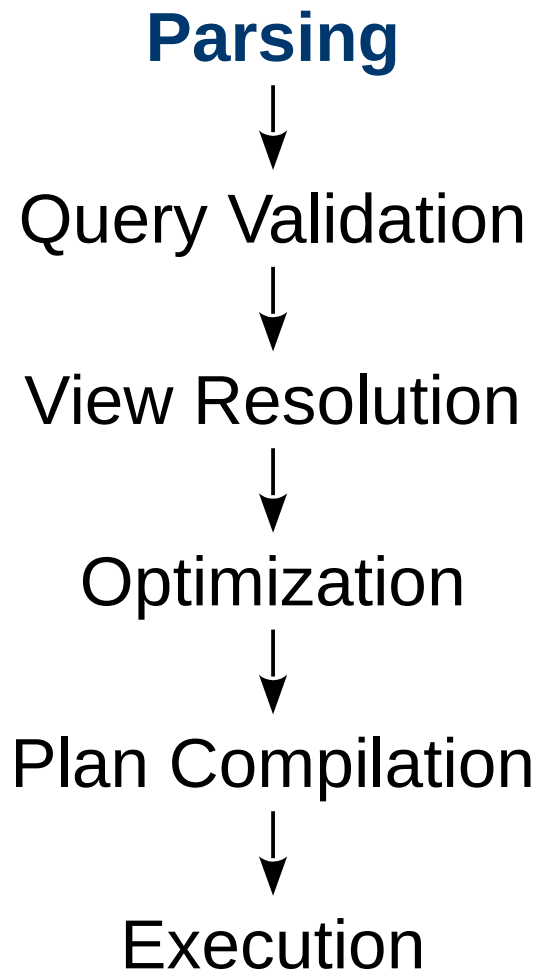 Parsing
Query Validation
View Resolution
Optimization
Plan Compilation
Execution